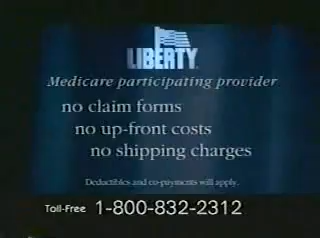 LIBERTY
Medicare participating provider
no claim forms
no up-front costs
no shipping charges
Deductibles and co-payments will apply.
Toll-Free 1-800-832-2312